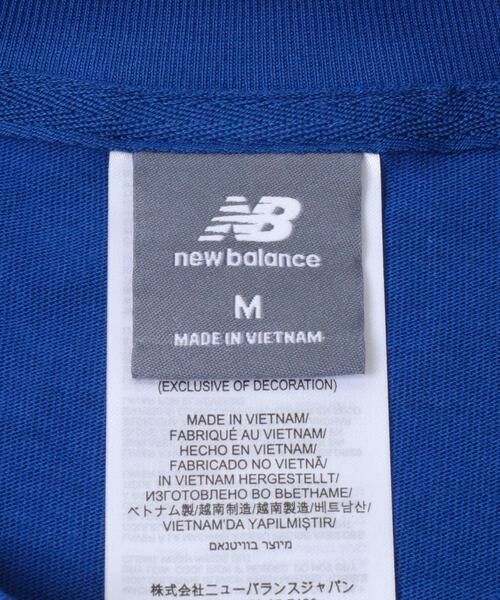 NB
new balance
M
MADE IN VIETNAM
(EXCLUSIVE OF DECORATION)
MADE IN VIETNAM/
FABRIQUÉ AU VIETNAM/
HECHO EN VIETNAM/
FABRICADO NO VIETNÃ/
IN VIETNAM HERGESTELLT/
ИЗГОТОВЛЕНО ВО ВЬЕТНАМЕ/
ベトナム製/越南制造/越南製造/베트남산/
VIETNAM'DA YAPILMIŞTIR/
מיוצר בווייטנאם
株式会社ニューバランスジャパン